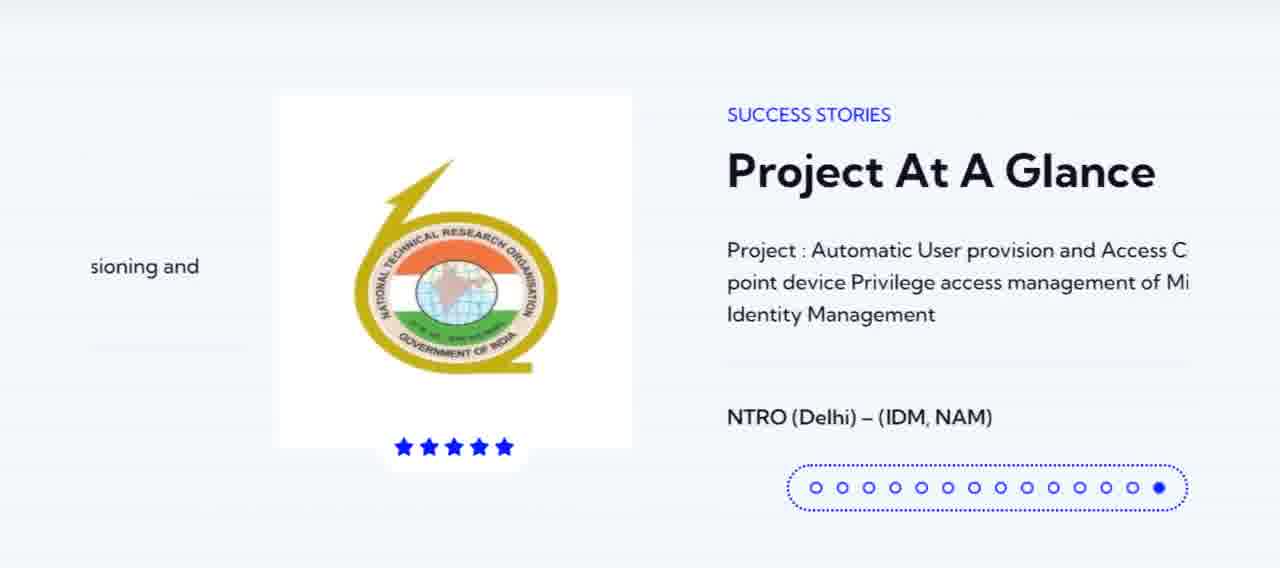 SUCCESS STORIES
Project At A Glance
Project : Automatic User provision and Access C
sioning and
point device Privilege access management of Mi
Identity Management
NATIONAL TECHNICAL RESEARCH ORGANISATION
GOVERNMENT OF INDIA
NTRO (Delhi) – (IDM, NAM)